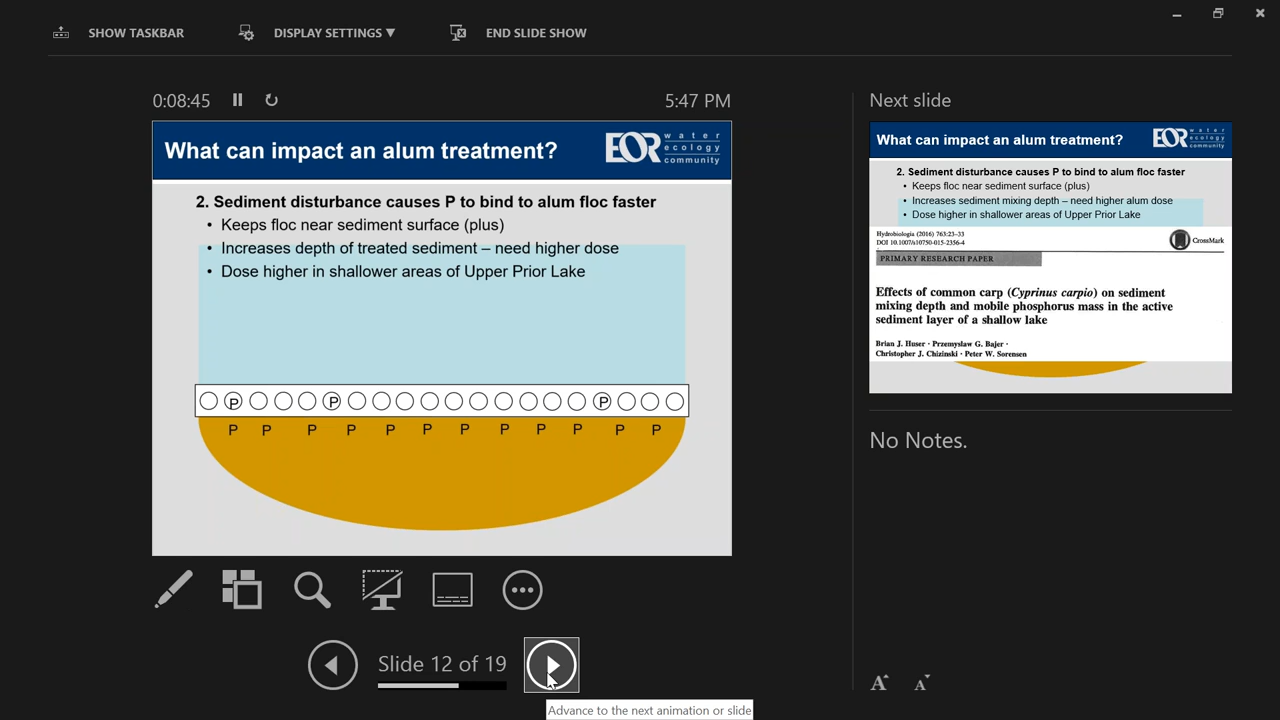 SHOW TASKBAR
DISPLAY SETTINGS ▼
END SLIDE SHOW
0:08:45
5:47 PM
What can impact an alum treatment?
EOR
water
ecology
community
2. Sediment disturbance causes P to bind to alum floc faster
• Keeps floc near sediment surface (plus)
• Increases depth of treated sediment – need higher dose
• Dose higher in shallower areas of Upper Prior Lake
P P P
P P P P P P P P P P P P
Slide 12 of 19
Advance to the next animation or slide
Next slide
What can impact an alum treatment?
EOR
water
ecology
community
2. Sediment disturbance causes P to bind to alum floc faster
• Keeps floc near sediment surface (plus)
• Increases sediment mixing depth – need higher alum dose
• Dose higher in shallower areas of Upper Prior Lake
Hydrobiologia (2016) 763:23–33
DOI 10.1007/s10750-015-2356-4
CrossMark
PRIMARY RESEARCH PAPER
Effects of common carp (Cyprinus carpio) on sediment
mixing depth and mobile phosphorus mass in the active
sediment layer of a shallow lake
Brian J. Huser · Przemyslaw G. Bajer ·
Christopher J. Chizinski · Peter W. Sorensen
No Notes.
A A